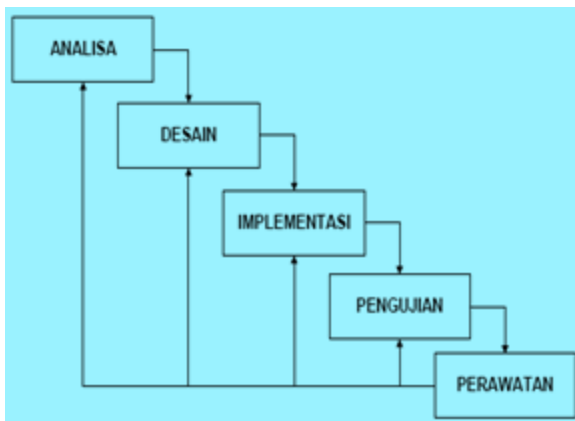 ANALISA
DESAIN
IMPLEMENTASI
PENGUJIAN
PERAWATAN